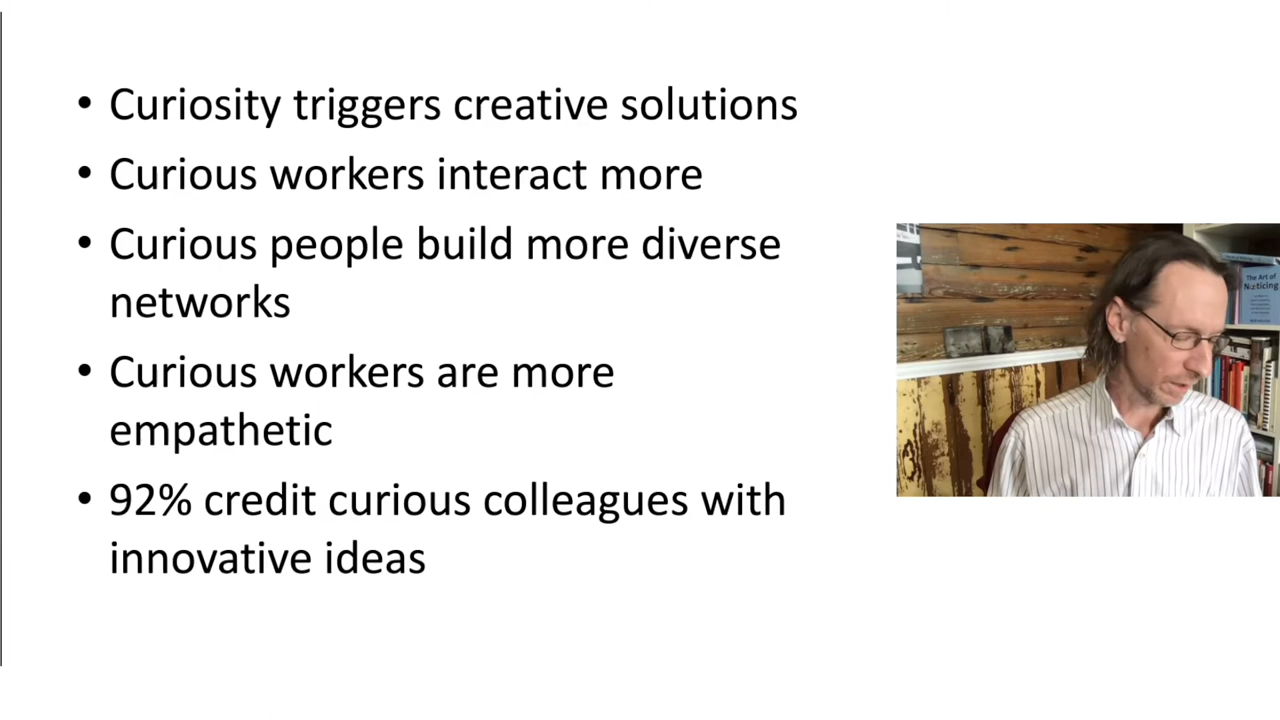 • Curiosity triggers creative solutions
• Curious workers interact more
• Curious people build more diverse
networks
• Curious workers are more
empathetic
• 92% credit curious colleagues with
innovative ideas
The Art of
Noticing